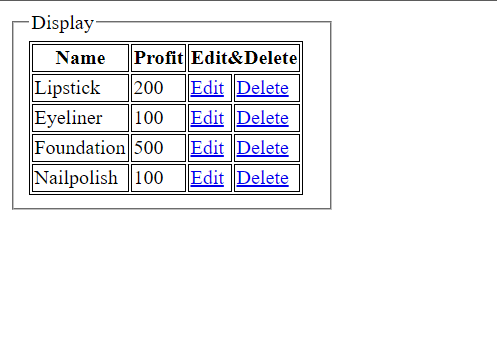 Display
Name Profit Edit&Delete
Lipstick 200 Edit Delete
Eyeliner 100 Edit Delete
Foundation 500 Edit Delete
Nailpolish 100 Edit Delete